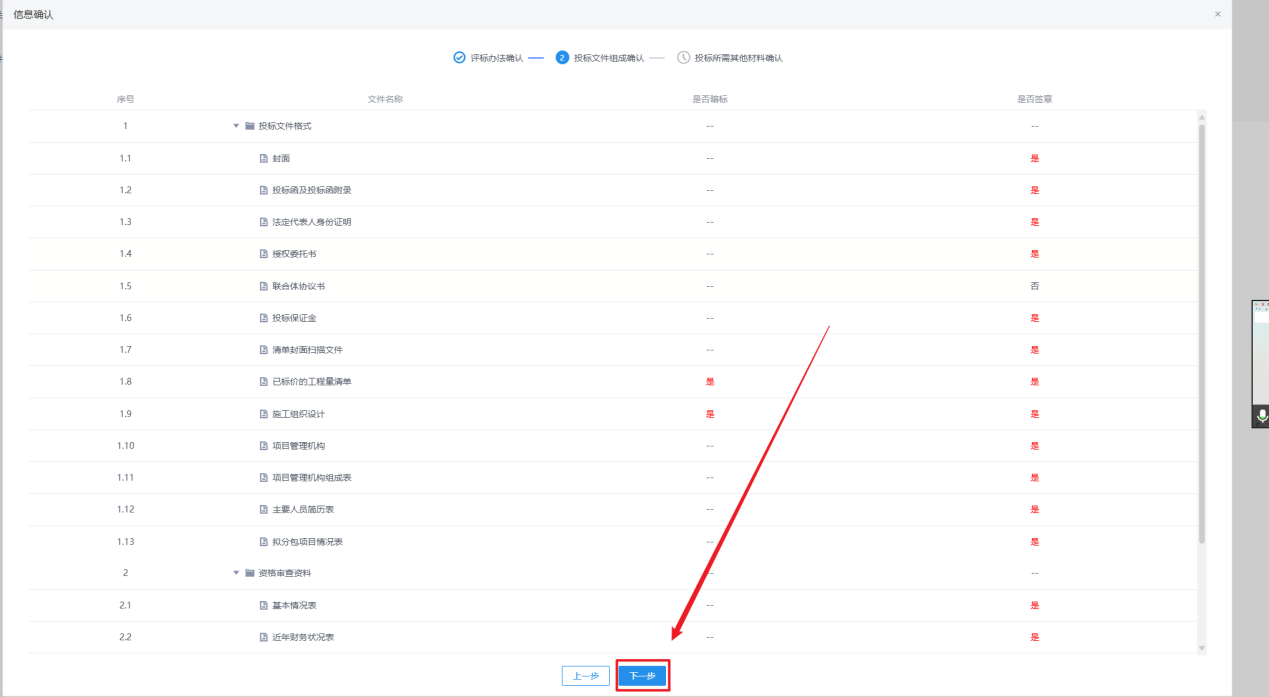 信息确认 ×
评标办法确认 2 投标文件组成确认 投标所需其他材料确认
序号 文件名称 是否暗标 是否签章
1 投标文件格式 -- --
1.1 封面 -- 是
1.2 投标函及投标函附录 -- 是
1.3 法定代表人身份证明 -- 是
1.4 授权委托书 -- 是
1.5 联合体协议书 -- 否
1.6 投标保证金 -- 是
1.7 清单封面扫描文件 -- 是
1.8 已标价的工程量清单 是 是
1.9 施工组织设计 是 是
1.10 项目管理机构 -- 是
1.11 项目管理机构组成表 -- 是
1.12 主要人员简历表 -- 是
1.13 拟分包项目情况表 -- 是
2 资格审查资料 -- --
2.1 基本情况表 -- 是
2.2 近年财务状况表 -- 是
上一步 下一步